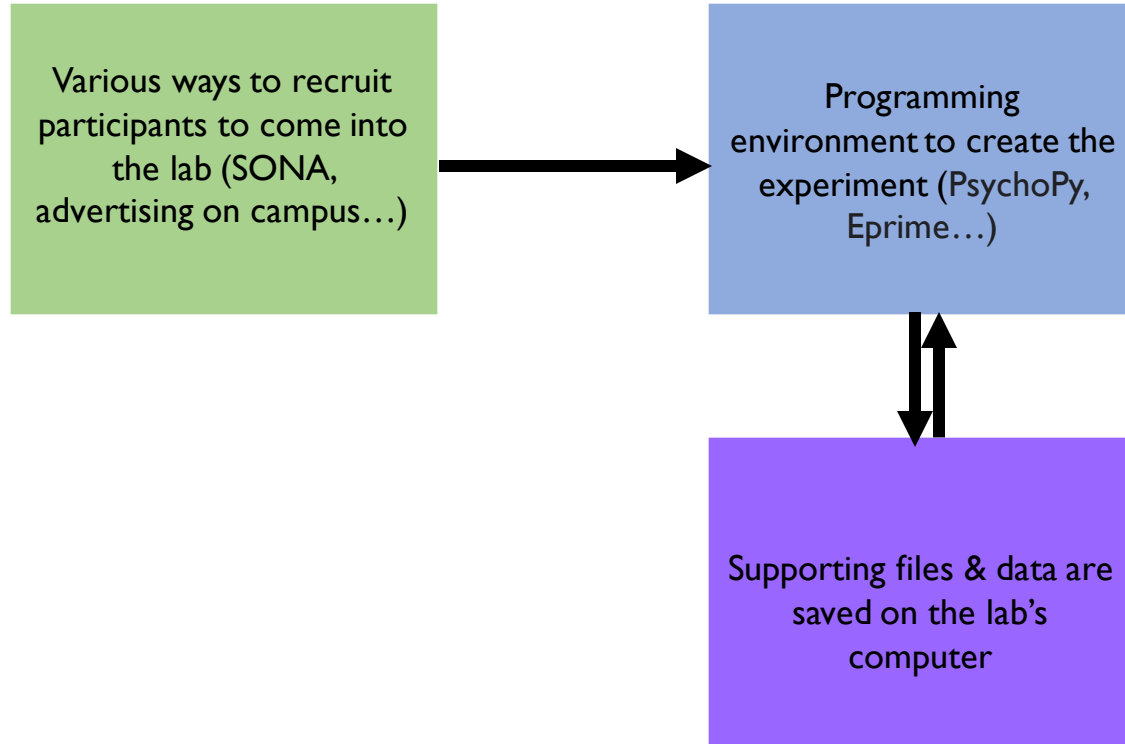 Various ways to recruit
participants to come into
the lab (SONA,
advertising on campus…)
Programming
environment to create the
experiment (PsychoPy,
Eprime…)
Supporting files & data are
saved on the lab’s
computer